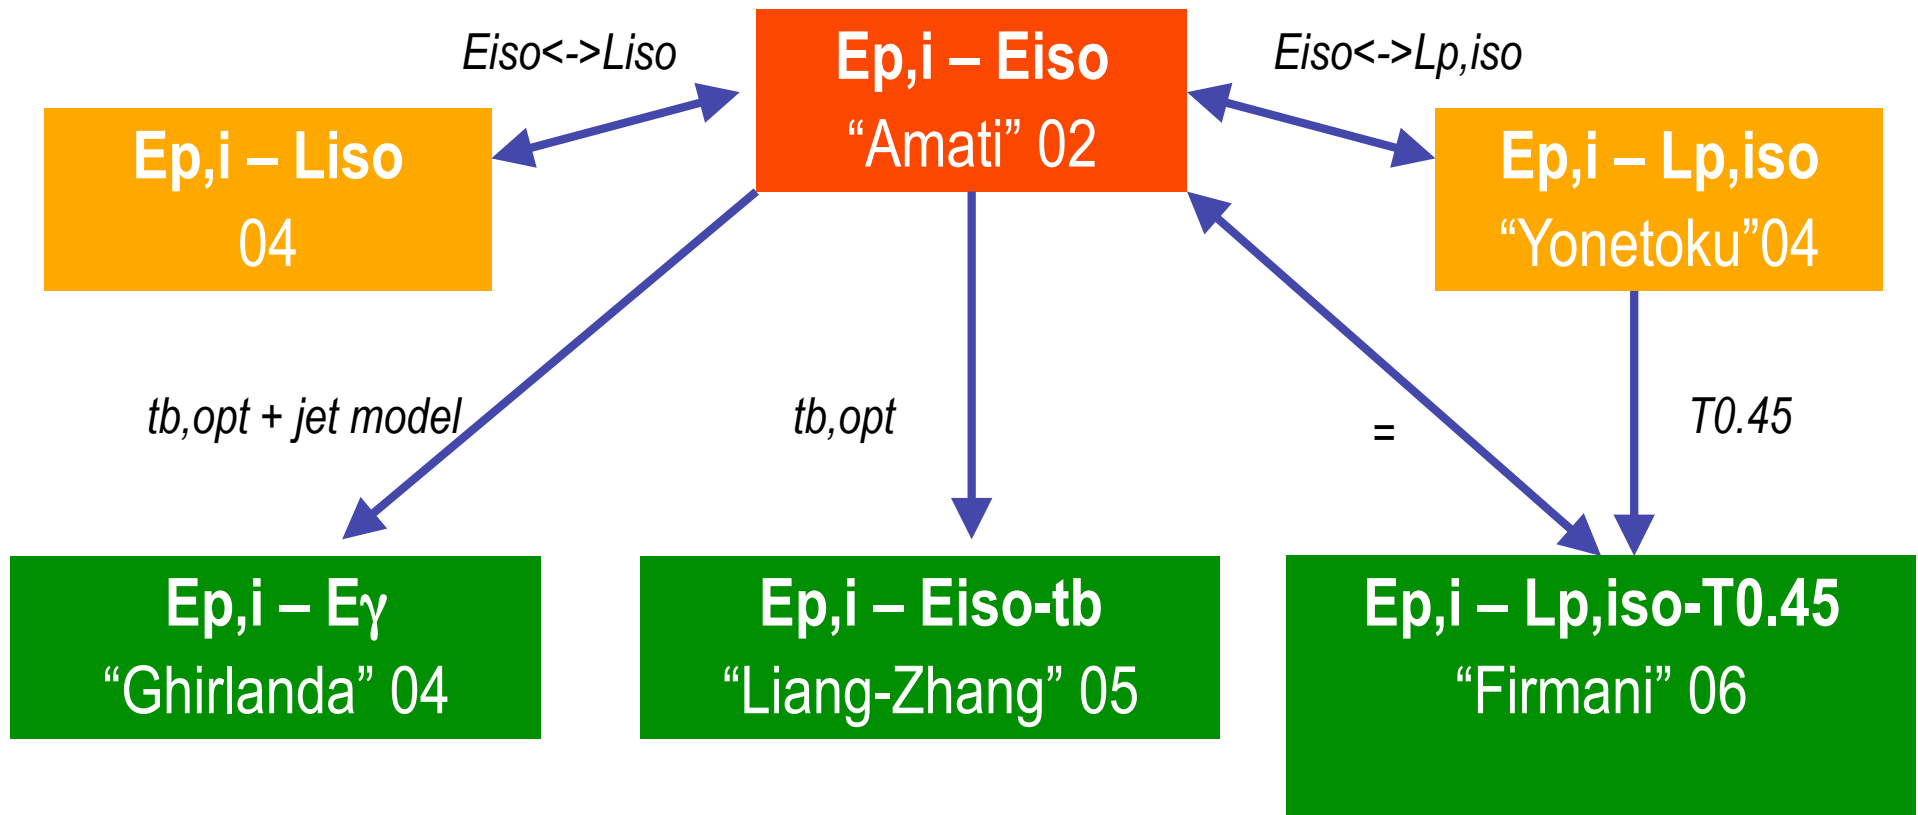 Eiso<->Liso
Ep,i – Eiso
“Amati” 02
Eiso<->Lp,iso
Ep,i – Liso
04
Ep,i – Lp,iso
“Yonetoku”04
tb,opt + jet model
tb,opt
=
T0.45
Ep,i – Eγ
“Ghirlanda” 04
Ep,i – Eiso-tb
“Liang-Zhang” 05
Ep,i – Lp,iso-T0.45
“Firmani” 06